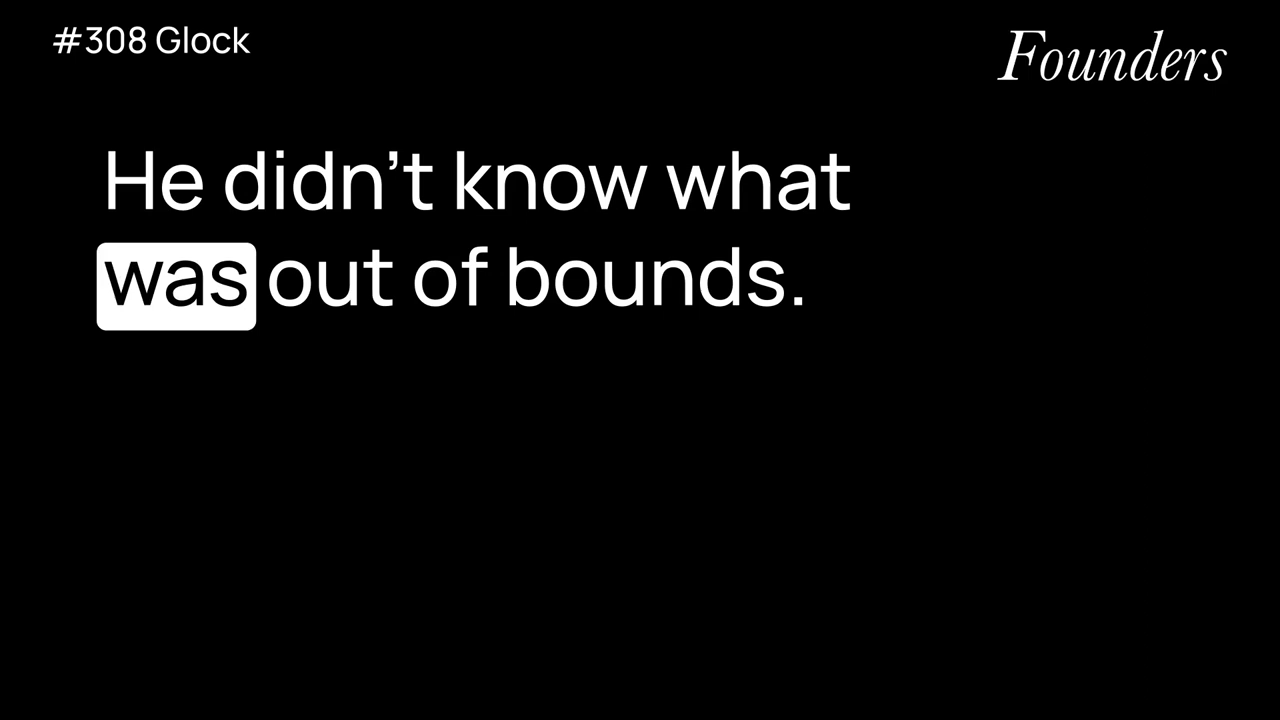 #308 Glock
Founders
He didn’t know what
was out of bounds.